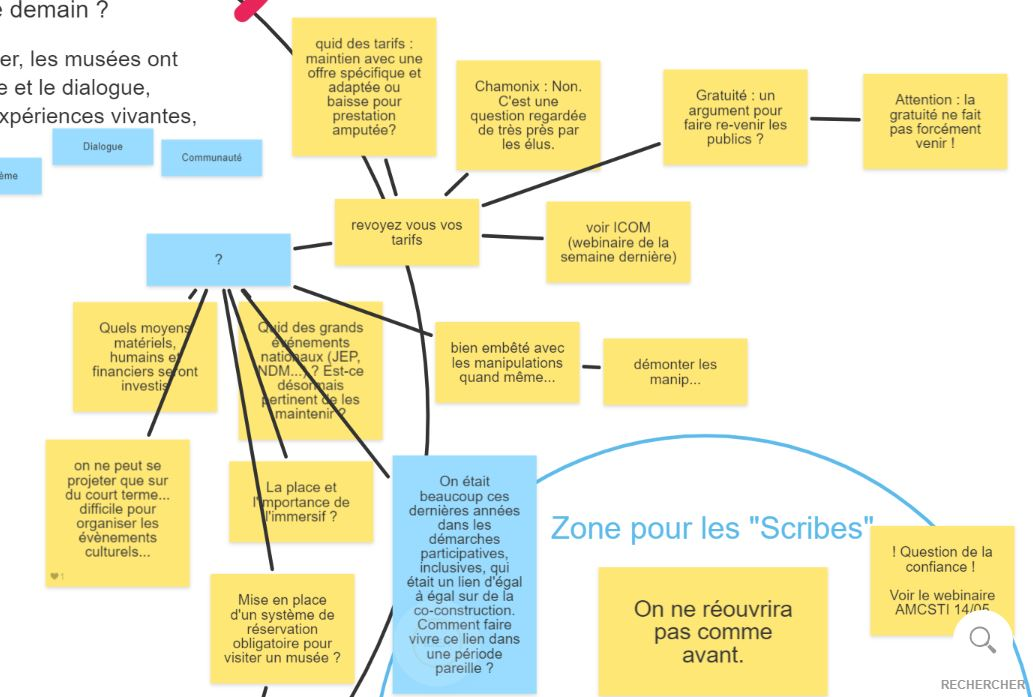 demain ?
er, les musées ont
e et le dialogue,
xpériences vivantes,
Dialogue
Communauté
ème
quid des tarifs :
maintien avec une
offre spécifique et
adaptée ou
baisse pour
prestation
amputée?
Chamonix : Non.
C'est une
question regardée
de très près par
les élus.
Gratuité : un
argument pour
faire re-venir les
publics ?
Attention : la
gratuité ne fait
pas forcément
venir !
revoyez vous vos
tarifs
voir ICOM
(webinaire de la
semaine dernière)
?
Quels moyens
matériels,
humains et
financiers seront
investis
Quid des grands
événements
nationaux (JEP,
NDM...) ? Est-ce
désormais
pertinent de les
maintenir ?
bien embêté avec
les manipulations
quand même...
démonter les
manip...
on ne peut se
projeter que sur
du court terme...
difficile pour
organiser les
évènements
culturels...
1
La place et
l'importance de
l'immersif ?
Mise en place
d'un système de
réservation
obligatoire pour
visiter un musée ?
On était
beaucoup ces
dernières années
dans les
démarches
participatives,
inclusives, qui
était un lien d'égal
à égal sur de la
co-construction.
Comment faire
vivre ce lien dans
une période
pareille ?
Zone pour les "Scribes"
On ne réouvrira
pas comme
avant.
! Question de la
confiance !
Voir le webinaire
AMCSTI 14/05
RECHERCHER